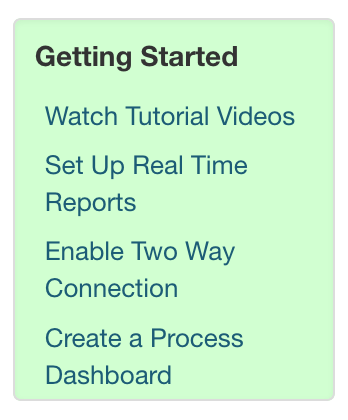 Getting Started
Watch Tutorial Videos
Set Up Real Time
Reports
Enable Two Way
Connection
Create a Process
Dashboard